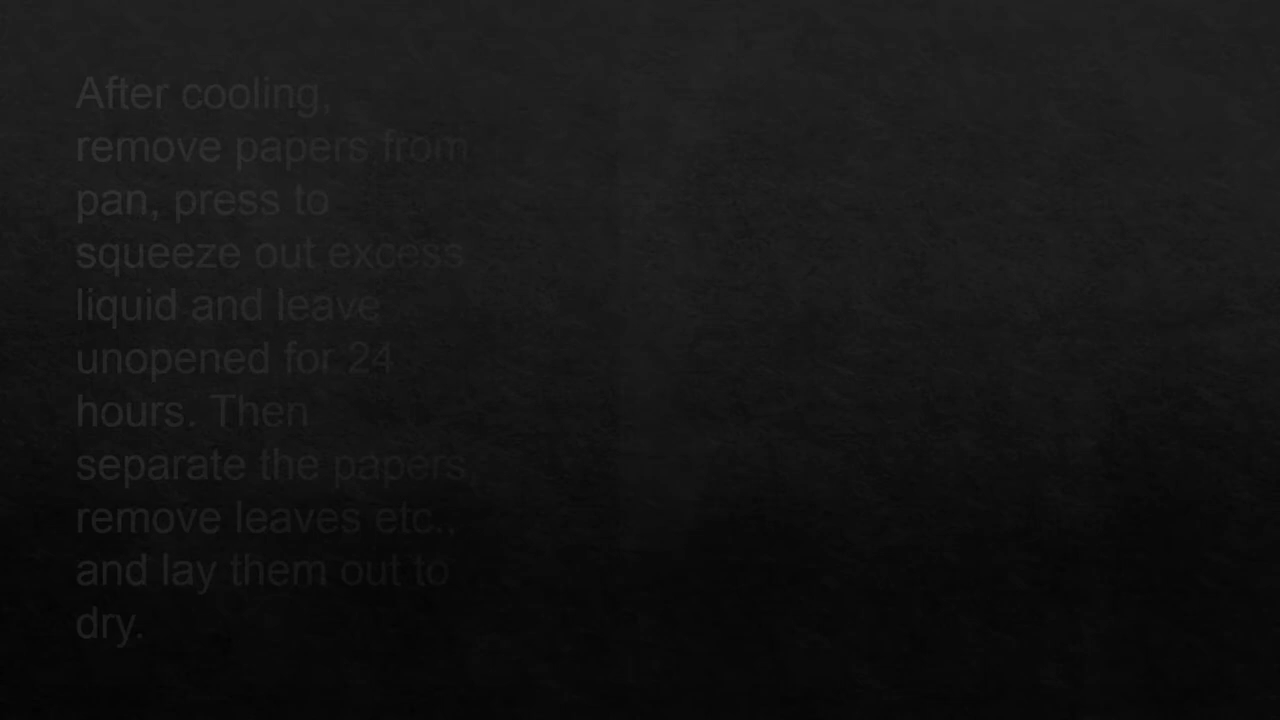 After cooling,
remove papers from
pan, press to
squeeze out excess
liquid and leave
unopened for 24
hours. Then
separate the papers,
remove leaves etc.,
and lay them out to
dry.